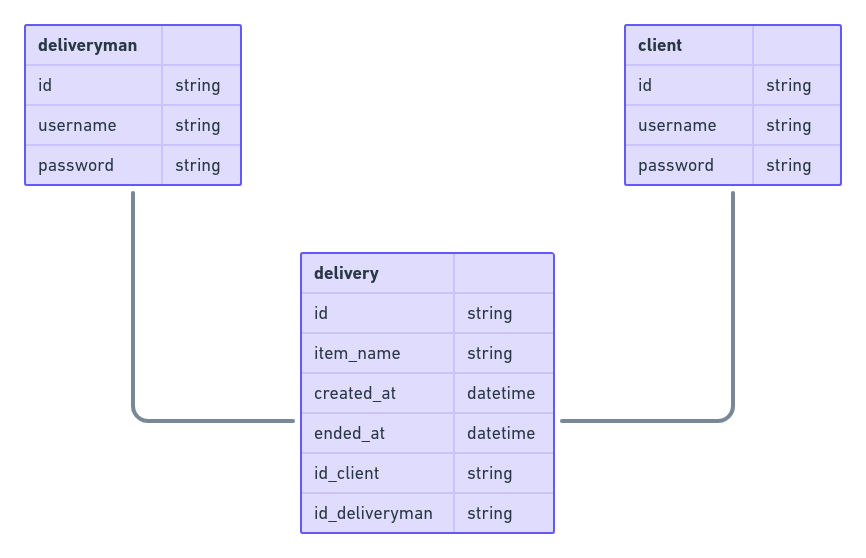 deliveryman
id string
username string
password string
client
id string
username string
password string
delivery
id string
item_name string
created_at datetime
ended_at datetime
id_client string
id_deliveryman string